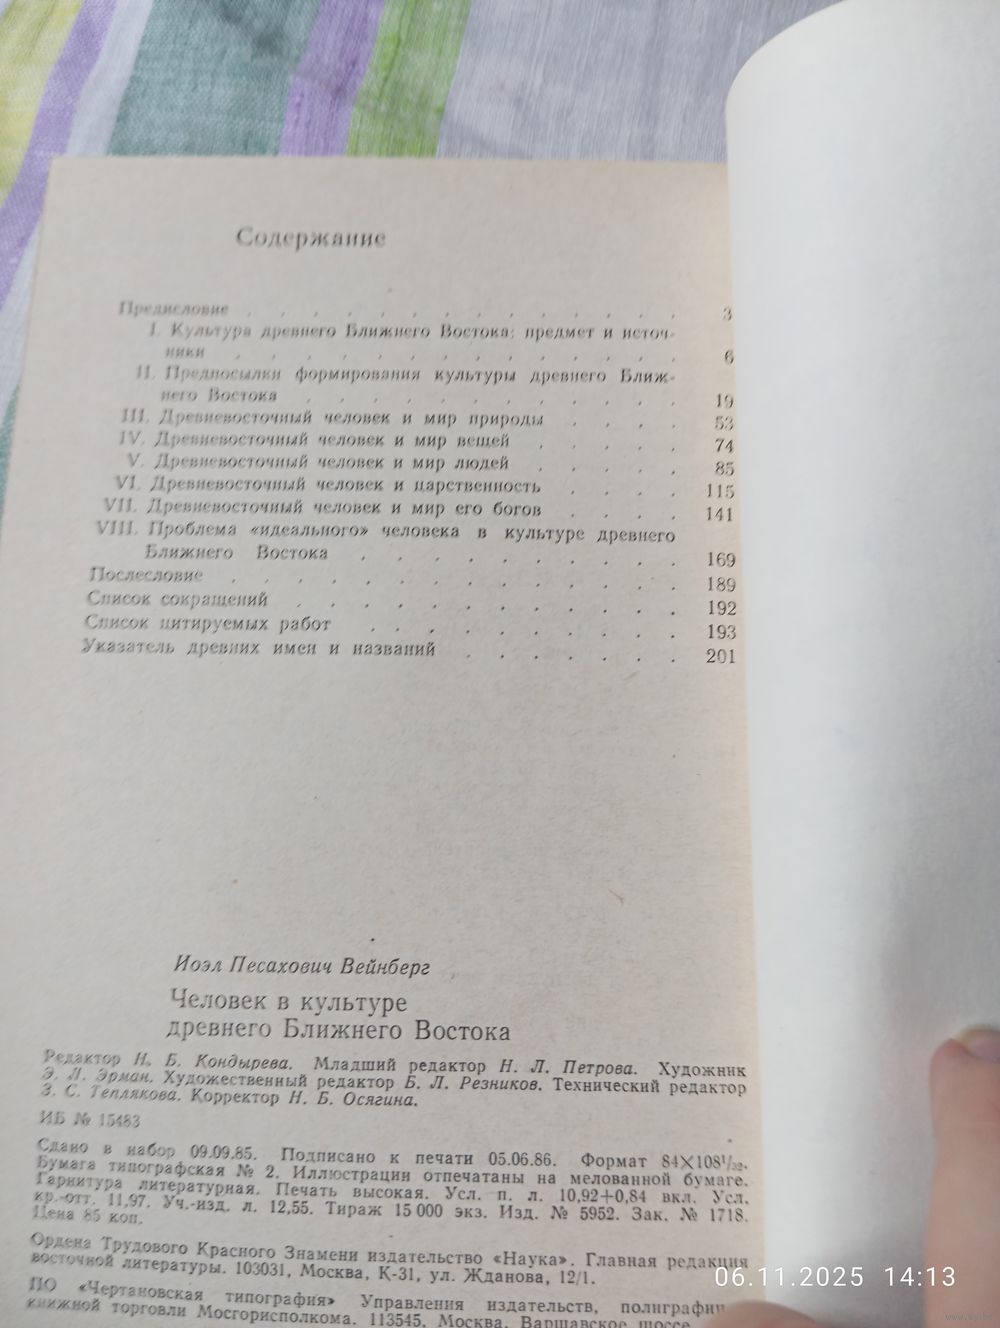 Содержание
Предисловие . . . . . . . . . . . . . 3
I. Культура древнего Ближнего Востока: предмет и источ-
ники . . . . . . . . . . . . . 6
II. Предпосылки формирования культуры древнего Ближ-
него Востока . . . . . . . . . . . 19
III. Древневосточный человек и мир природы . . . . 53
IV. Древневосточный человек и мир вещей . . . . . 74
V. Древневосточный человек и мир людей . . . . . 85
VI. Древневосточный человек и царственность . . . . 115
VII. Древневосточный человек и мир его богов . . . . 141
VIII. Проблема «идеального» человека в культуре древнего
Ближнего Востока . . . . . . . . . 169
Послесловие . . . . . . . . . . . . . 189
Список сокращений . . . . . . . . . . . 192
Список цитируемых работ . . . . . . . . . 193
Указатель древних имен и названий . . . . . . 201
Иоэл Песахович Вейнберг
Человек в культуре
древнего Ближнего Востока
Редактор Н. Б. Кондырева. Младший редактор Н. Л. Петрова. Художник
Э. Л. Эрман. Художественный редактор Б. Л. Резников. Технический редактор
З. С. Теплякова. Корректор Н. Б. Осягина.
ИБ № 15483
Сдано в набор 09.09.85. Подписано к печати 05.06.86. Формат 84×108 1/32.
Бумага типографская № 2. Иллюстрации отпечатаны на мелованной бумаге.
Гарнитура литературная. Печать высокая. Усл. п. л. 10,92+0,84 вкл. Усл.
кр.-отт. 11,97. Уч.-изд. л. 12,55. Тираж 15 000 экз. Изд. № 5952. Зак. № 1718.
Цена 85 коп.
Ордена Трудового Красного Знамени издательство «Наука». Главная редакция
восточной литературы. 103031, Москва, К-31, ул. Жданова, 12/1.
ПО «Чертановская типография» Управления издательств, полиграфии
книжной торговли Мосгорисполкома. 113545, Москва, Варшавское шоссе
06.11.2025 14:13